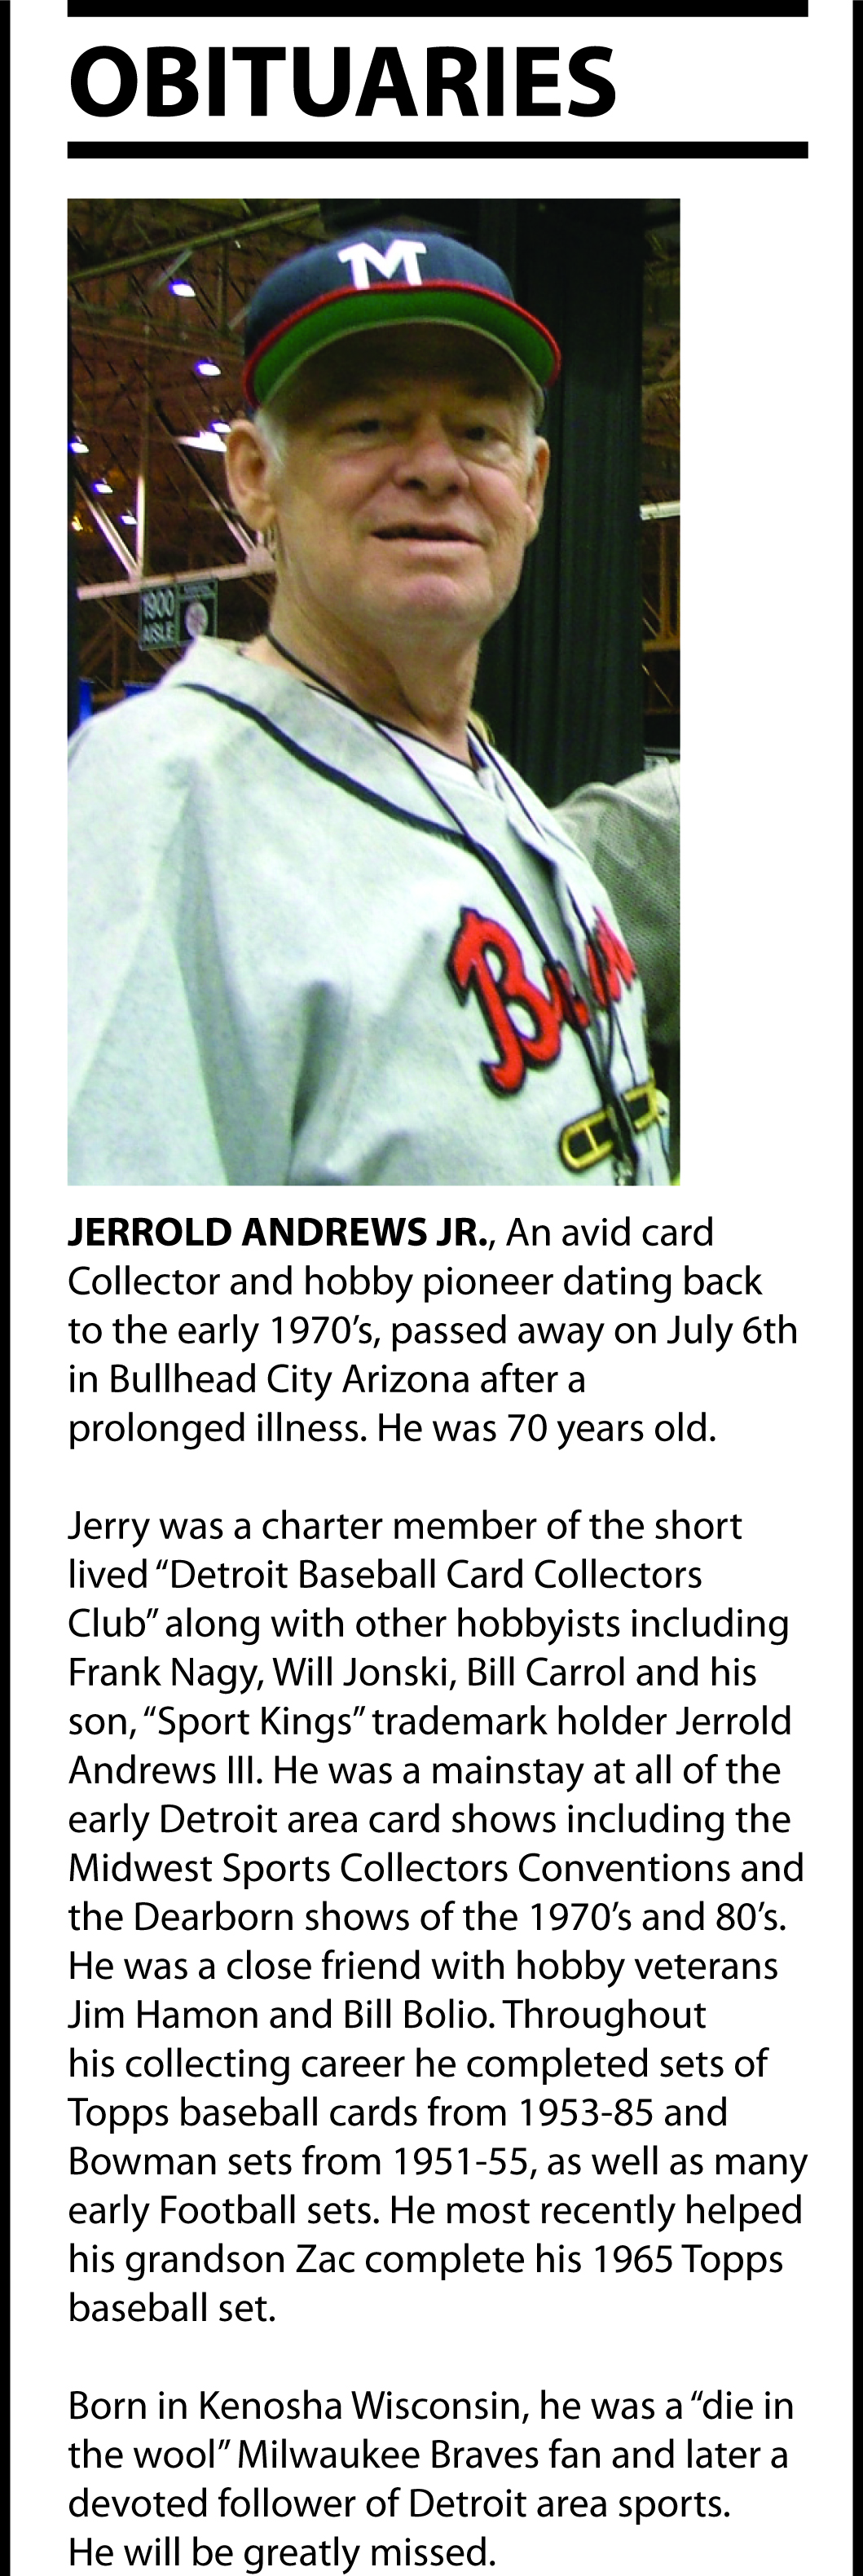 OBITUARIES
M
1900
AISLE
JERROLD ANDREWS JR., An avid card
Collector and hobby pioneer dating back
to the early 1970’s, passed away on July 6th
in Bullhead City Arizona after a
prolonged illness. He was 70 years old.
Jerry was a charter member of the short
lived “Detroit Baseball Card Collectors
Club” along with other hobbyists including
Frank Nagy, Will Jonski, Bill Carrol and his
son, “Sport Kings” trademark holder Jerrold
Andrews III. He was a mainstay at all of the
early Detroit area card shows including the
Midwest Sports Collectors Conventions and
the Dearborn shows of the 1970’s and 80’s.
He was a close friend with hobby veterans
Jim Hamon and Bill Bolio. Throughout
his collecting career he completed sets of
Topps baseball cards from 1953-85 and
Bowman sets from 1951-55, as well as many
early Football sets. He most recently helped
his grandson Zac complete his 1965 Topps
baseball set.
Born in Kenosha Wisconsin, he was a “die in
the wool” Milwaukee Braves fan and later a
devoted follower of Detroit area sports.
He will be greatly missed.